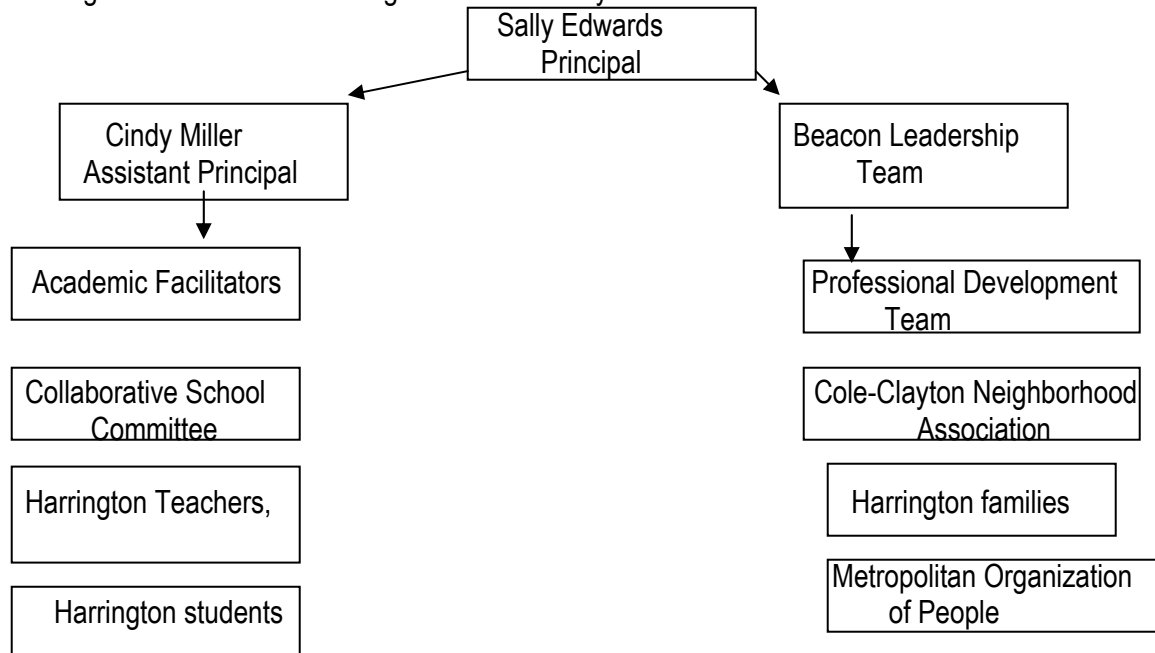 Sally Edwards
Principal
Cindy Miller
Assistant Principal
Beacon Leadership
Team
Academic Facilitators
Professional Development
Team
Collaborative School
Committee
Cole-Clayton Neighborhood
Association
Harrington Teachers,
Harrington families
Harrington students
Metropolitan Organization
of People